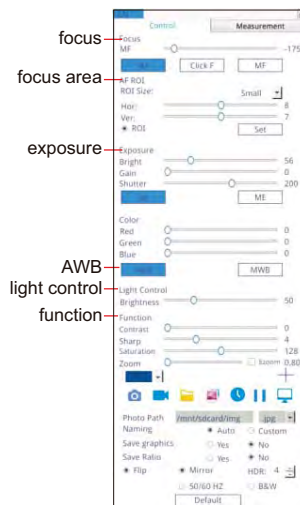 Control
Measurement
focus
Focus
MF
-175
Click F
MF
focus area
AF ROI
ROI Size:
Small
Hor:
8
Ver:
7
ROI
Set
exposure
Exposure
Bright
56
Gain
0
Shutter
200
ME
Color
Red
0
Green
0
Blue
0
AWB
MWB
light control
Light Control
Brightness
50
function
Function
Contrast
0
Sharp
4
Saturation
128
Zoom
0.80
Photo Path
/mnt/sdcard/img
jpg
Naming
Auto
Custom
Save graphics
Yes
No
Save Ratio
Yes
No
Flip
Mirror
HDR:
4
50/60 HZ
B&W
Default